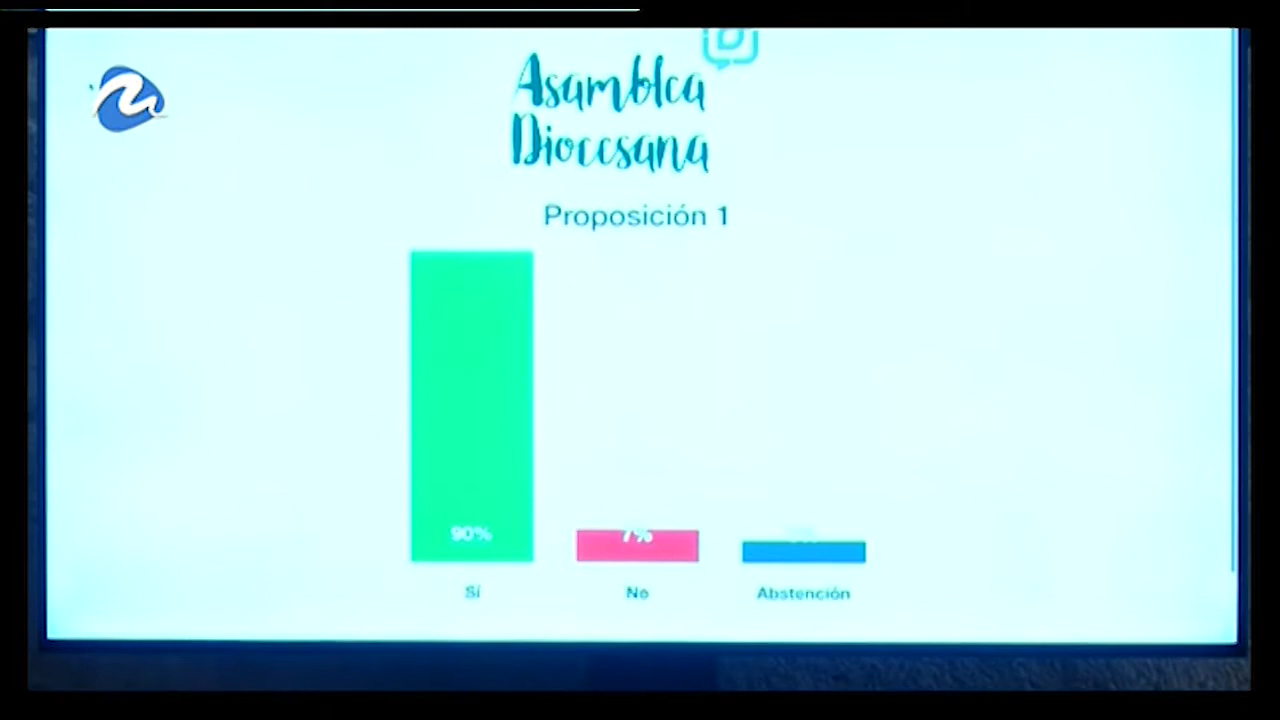 Asamblea
Diocesana
Proposición 1
90%
7%
Sí
No
Abstención